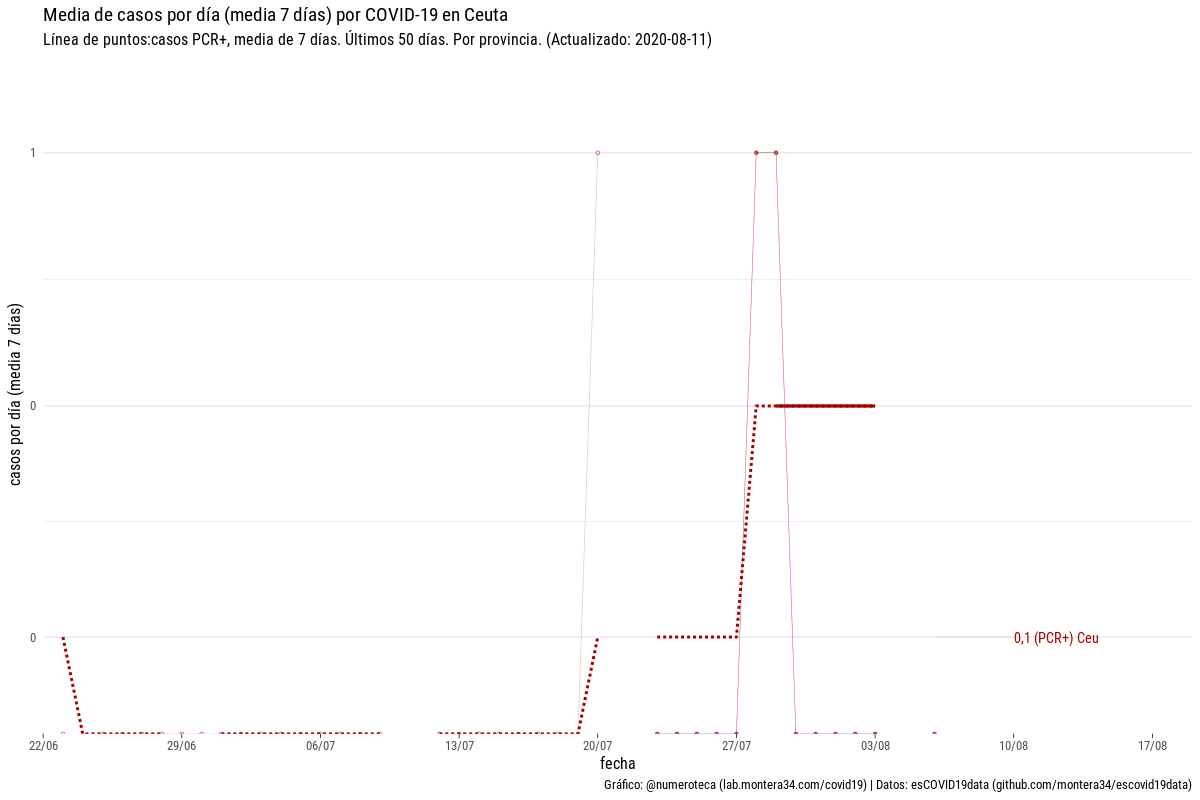 Media de casos por día (media 7 días) por COVID-19 en Ceuta
Línea de puntos:casos PCR+, media de 7 días. Últimos 50 días. Por provincia. (Actualizado: 2020-08-11)
casos por día (media 7 días)
1
0
0
0,1 (PCR+) Ceu
22/06 29/06 06/07 13/07 20/07 27/07 03/08 10/08 17/08
fecha
Gráfico: @numeroteca (lab.montera34.com/covid19) | Datos: esCOVID19data (github.com/montera34/escovid19data)